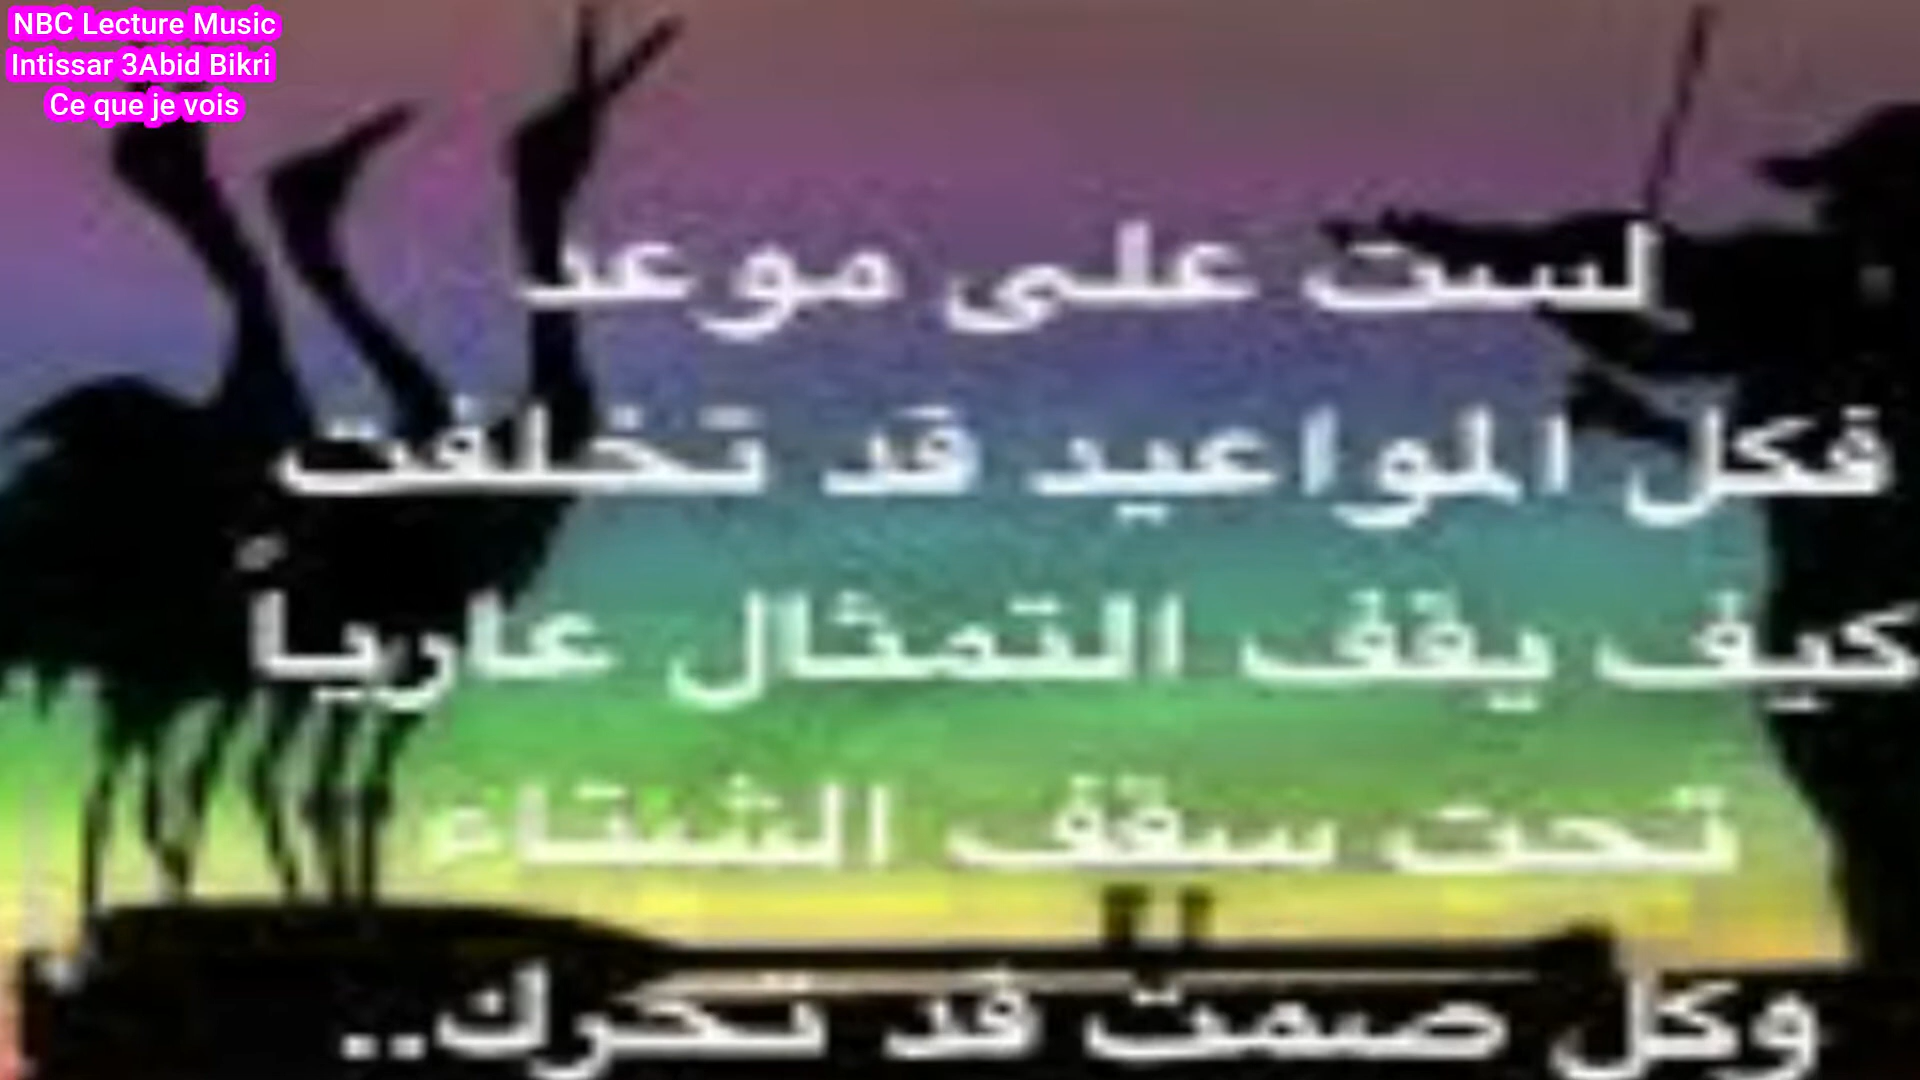 NBC Lecture Music
Intissar 3Abid Bikri
Ce que je vois
لست على موعد
فكل المواعيد قد تخلفت
كيف يقف التمثال عارياً
تحت سقف الشتاء
وكل صمت قد تحرك..